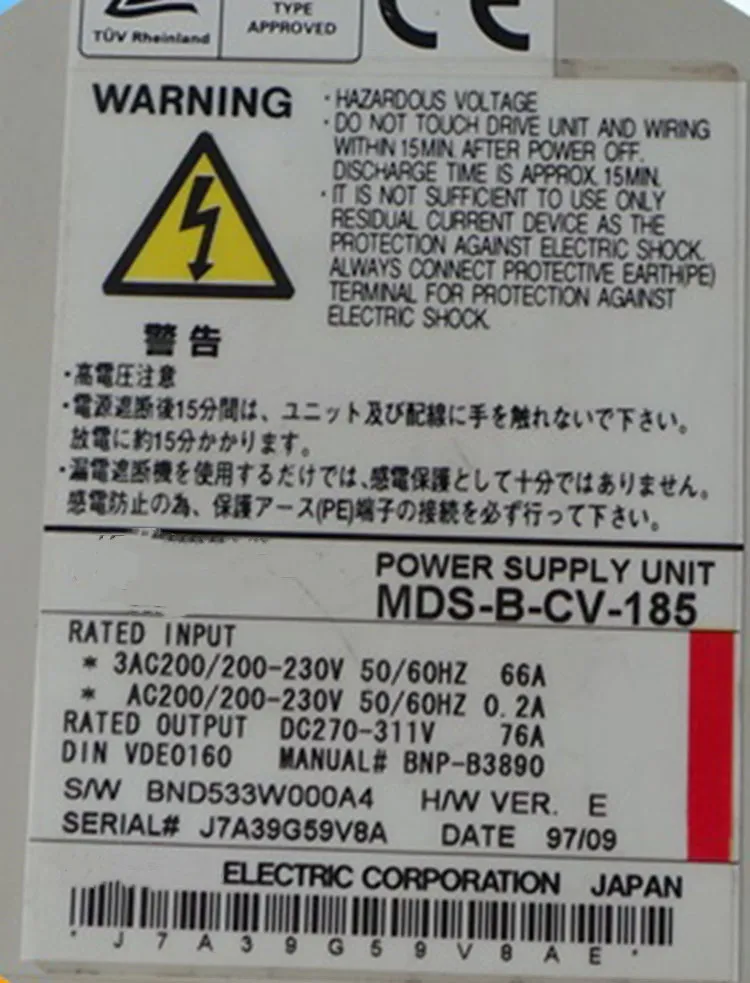 TÜV Rheinland
TYPE
APPROVED
CE
WARNING
・HAZARDOUS VOLTAGE
・DO NOT TOUCH DRIVE UNIT AND WIRING
WITHIN 15MIN. AFTER POWER OFF.
DISCHARGE TIME IS APPROX. 15MIN.
・IT IS NOT SUFFICIENT TO USE ONLY
RESIDUAL CURRENT DEVICE AS THE
PROTECTION AGAINST ELECTRIC SHOCK.
ALWAYS CONNECT PROTECTIVE EARTH(PE)
TERMINAL FOR PROTECTION AGAINST
ELECTRIC SHOCK.
警告
・高電圧注意
・電源遮断後15分間は、ユニット及び配線に手を触れないで下さい。
放電に約15分かかります。
・漏電遮断機を使用するだけでは、感電保護として十分ではありません。
感電防止の為、保護アース(PE)端子の接続を必ず行って下さい。
POWER SUPPLY UNIT
MDS-B-CV-185
RATED INPUT
* 3AC200/200-230V 50/60HZ 66A
* AC200/200-230V 50/60HZ 0.2A
RATED OUTPUT DC270-311V 76A
DIN VDE0160 MANUAL# BNP-B3890
S/W BND533W000A4 H/W VER. E
SERIAL# J7A39G59V8A DATE 97/09
ELECTRIC CORPORATION JAPAN
* J 7 A 3 9 G 5 9 V 8 A E *